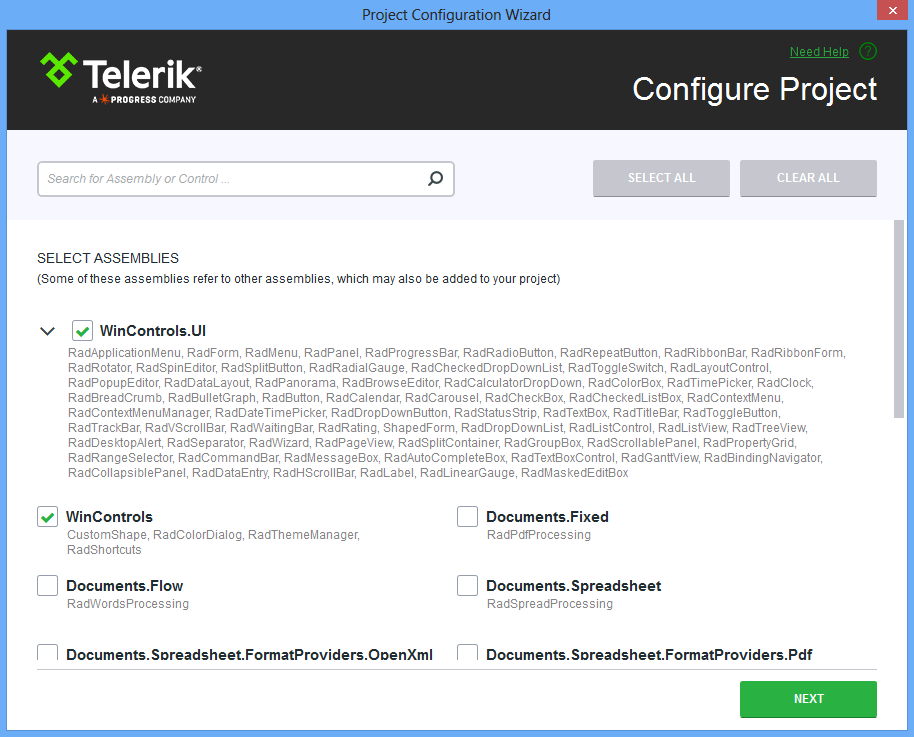 Project Configuration Wizard
Need Help ?
Telerik®
A PROGRESS COMPANY
Configure Project
Search for Assembly or Control ...
SELECT ALL
CLEAR ALL
SELECT ASSEMBLIES
(Some of these assemblies refer to other assemblies, which may also be added to your project)
WinControls.UI
RadApplicationMenu, RadForm, RadMenu, RadPanel, RadProgressBar, RadRadioButton, RadRepeatButton, RadRibbonBar, RadRibbonForm,
RadRotator, RadSpinEditor, RadSplitButton, RadRadialGauge, RadCheckedDropDownList, RadToggleSwitch, RadLayoutControl,
RadPopupEditor, RadDataLayout, RadPanorama, RadBrowseEditor, RadCalculatorDropDown, RadColorBox, RadTimePicker, RadClock,
RadBreadCrumb, RadBulletGraph, RadButton, RadCalendar, RadCarousel, RadCheckBox, RadCheckedListBox, RadContextMenu,
RadContextMenuManager, RadDateTimePicker, RadDropDownButton, RadStatusStrip, RadTextBox, RadTitleBar, RadToggleButton,
RadTrackBar, RadVScrollBar, RadWaitingBar, RadRating, ShapedForm, RadDropDownList, RadListControl, RadListView, RadTreeView,
RadDesktopAlert, RadSeparator, RadWizard, RadPageView, RadSplitContainer, RadGroupBox, RadScrollablePanel, RadPropertyGrid,
RadRangeSelector, RadCommandBar, RadMessageBox, RadAutoCompleteBox, RadTextBoxControl, RadGanttView, RadBindingNavigator,
RadCollapsiblePanel, RadDataEntry, RadHScrollBar, RadLabel, RadLinearGauge, RadMaskedEditBox
WinControls
CustomShape, RadColorDialog, RadThemeManager,
RadShortcuts
Documents.Fixed
RadPdfProcessing
Documents.Flow
RadWordsProcessing
Documents.Spreadsheet
RadSpreadProcessing
Documents.Spreadsheet.FormatProviders.OpenXml
Documents.Spreadsheet.FormatProviders.Pdf
NEXT